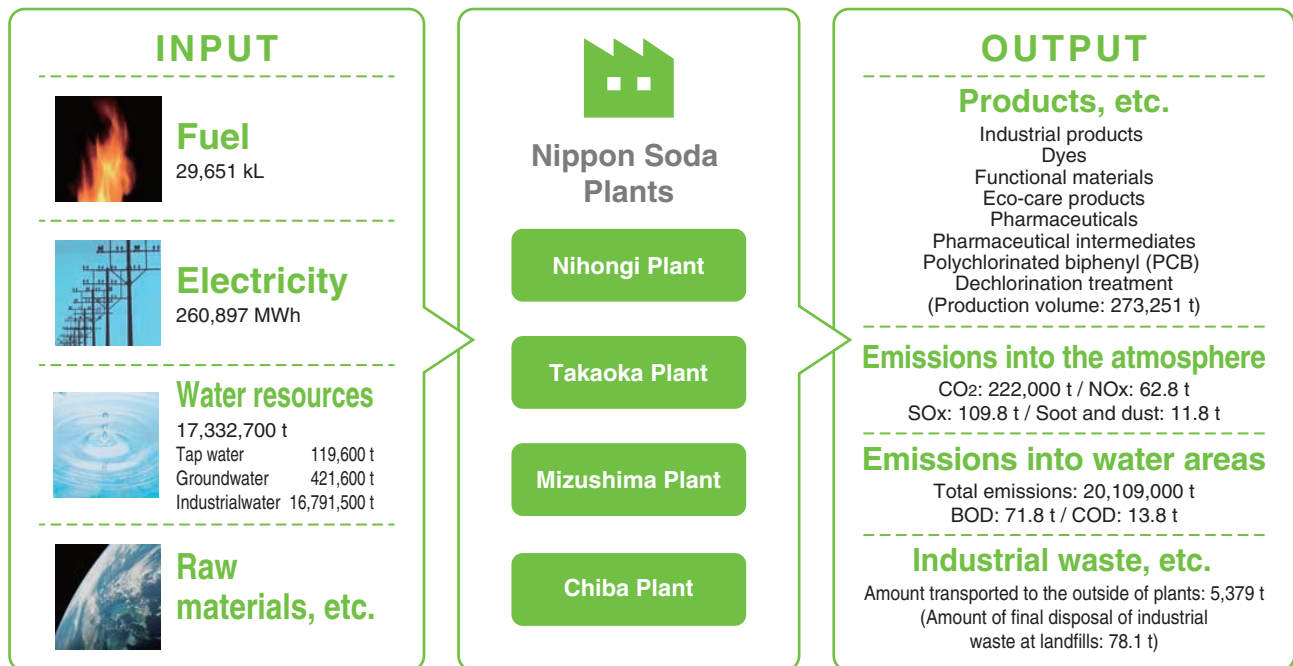 INPUT
Fuel
29,651 kL
Electricity
260,897 MWh
Water resources
17,332,700 t
Tap water 119,600 t
Groundwater 421,600 t
Industrialwater 16,791,500 t
Raw
materials, etc.
Nippon Soda
Plants
Nihongi Plant
Takaoka Plant
Mizushima Plant
Chiba Plant
OUTPUT
Products, etc.
Industrial products
Dyes
Functional materials
Eco-care products
Pharmaceuticals
Pharmaceutical intermediates
Polychlorinated biphenyl (PCB)
Dechlorination treatment
(Production volume: 273,251 t)
Emissions into the atmosphere
CO2: 222,000 t / NOx: 62.8 t
SOx: 109.8 t / Soot and dust: 11.8 t
Emissions into water areas
Total emissions: 20,109,000 t
BOD: 71.8 t / COD: 13.8 t
Industrial waste, etc.
Amount transported to the outside of plants: 5,379 t
(Amount of final disposal of industrial
waste at landfills: 78.1 t)